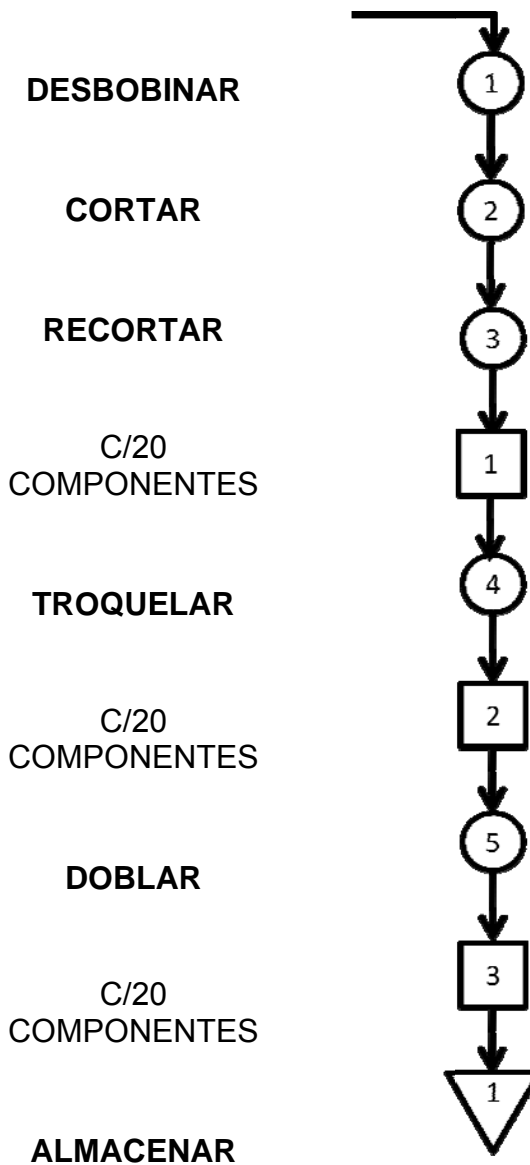 DESBOBINAR
1
CORTAR
2
RECORTAR
3
C/20
COMPONENTES
1
TROQUELAR
4
C/20
COMPONENTES
2
DOBLAR
5
C/20
COMPONENTES
3
ALMACENAR
1